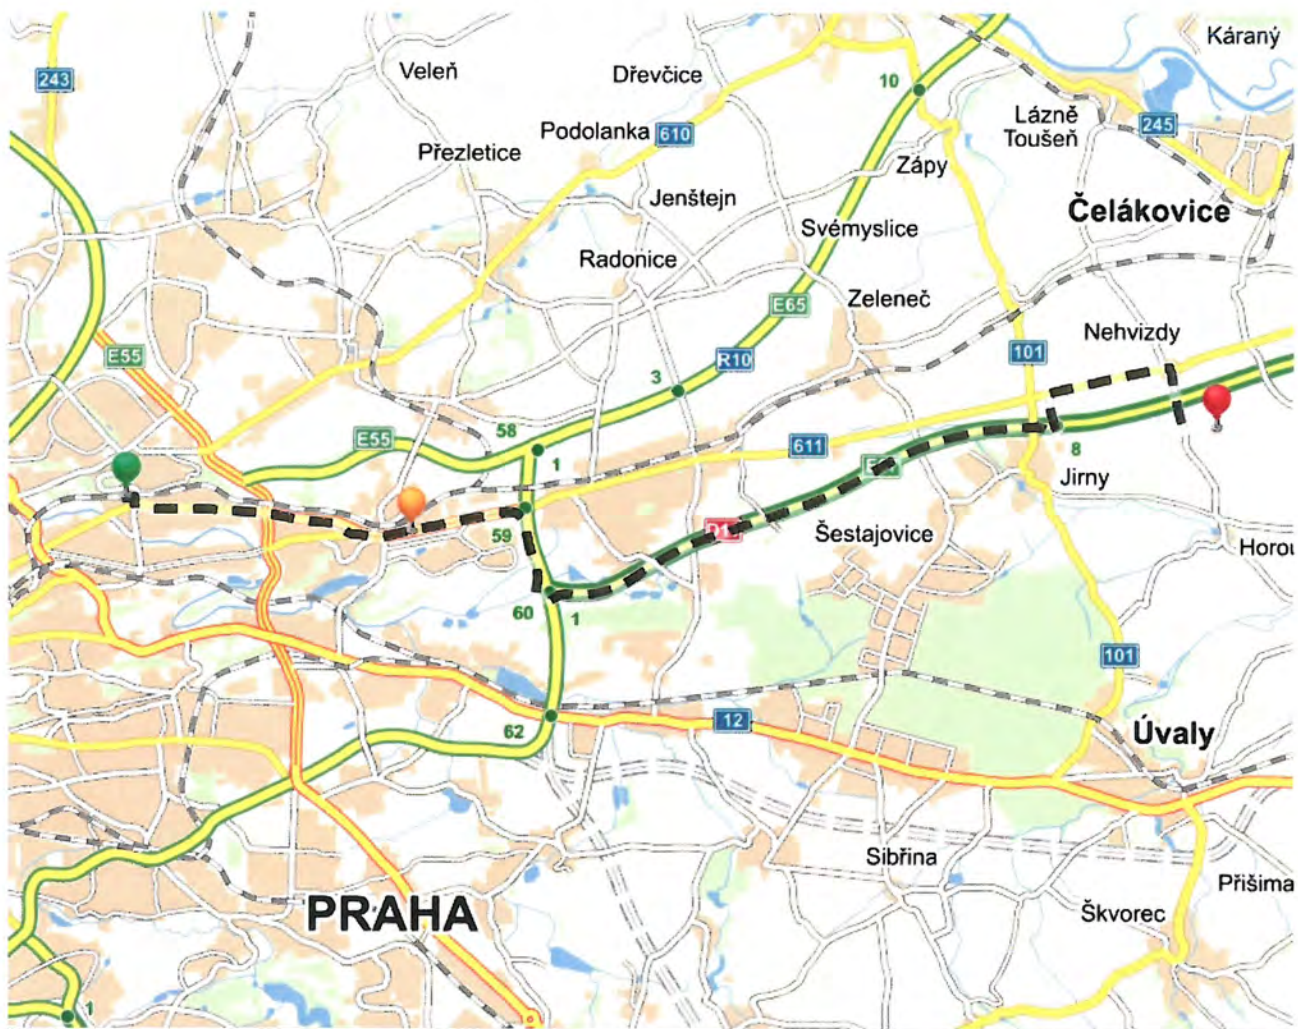 Káraný
Veleň
Dřevčice
243
10
Lázně
Toušeň
245
Podolanka
610
Přezletice
Zápy
Jenštejn
Čelákovice
Svémyslice
Radonice
Zeleneč
E65
Nehvizdy
E55
R10
101
3
58
E55
1
611
8
Jirny
59
Šestajovice
Horou
60
1
101
62
12
Úvaly
Sibřina
Přišima
PRAHA
Škvorec
1